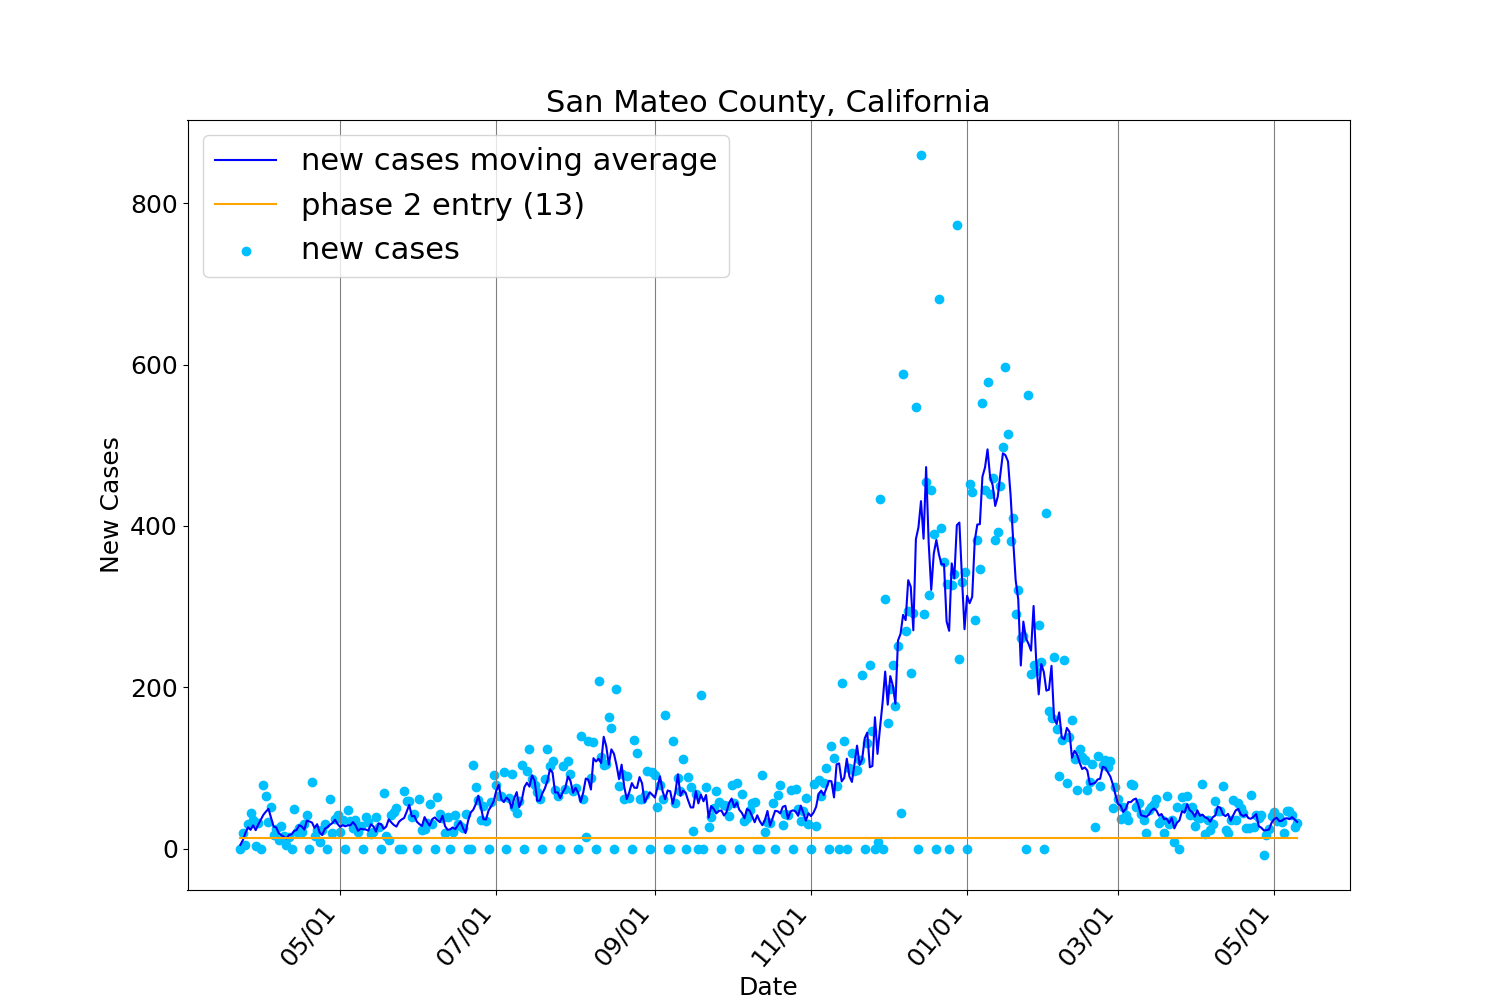 San Mateo County, California
new cases moving average
phase 2 entry (13)
new cases
800
600
400
200
0
New Cases
05/01
07/01
09/01
11/01
01/01
03/01
05/01
Date